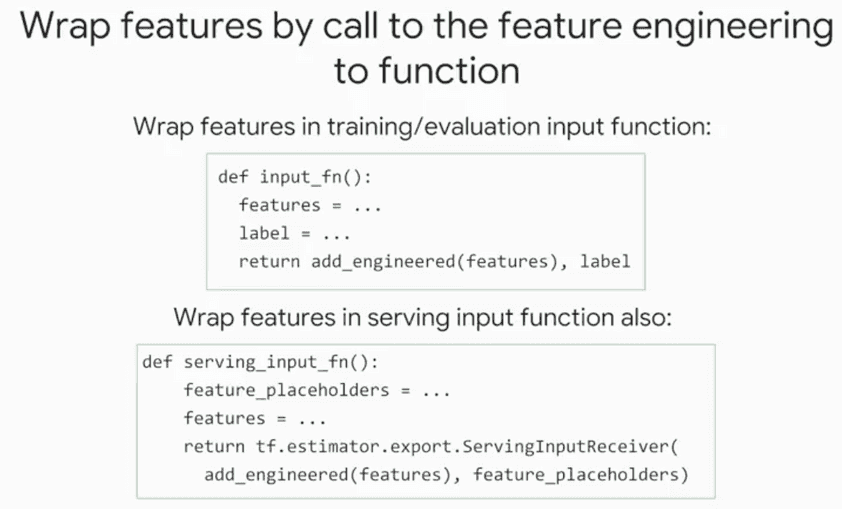 Wrap features by call to the feature engineering
to function
Wrap features in training/evaluation input function:
def input_fn():
  features = ...
  label = ...
  return add_engineered(features), label
Wrap features in serving input function also:
def serving_input_fn():
    feature_placeholders = ...
    features = ...
    return tf.estimator.export.ServingInputReceiver(
      add_engineered(features), feature_placeholders)